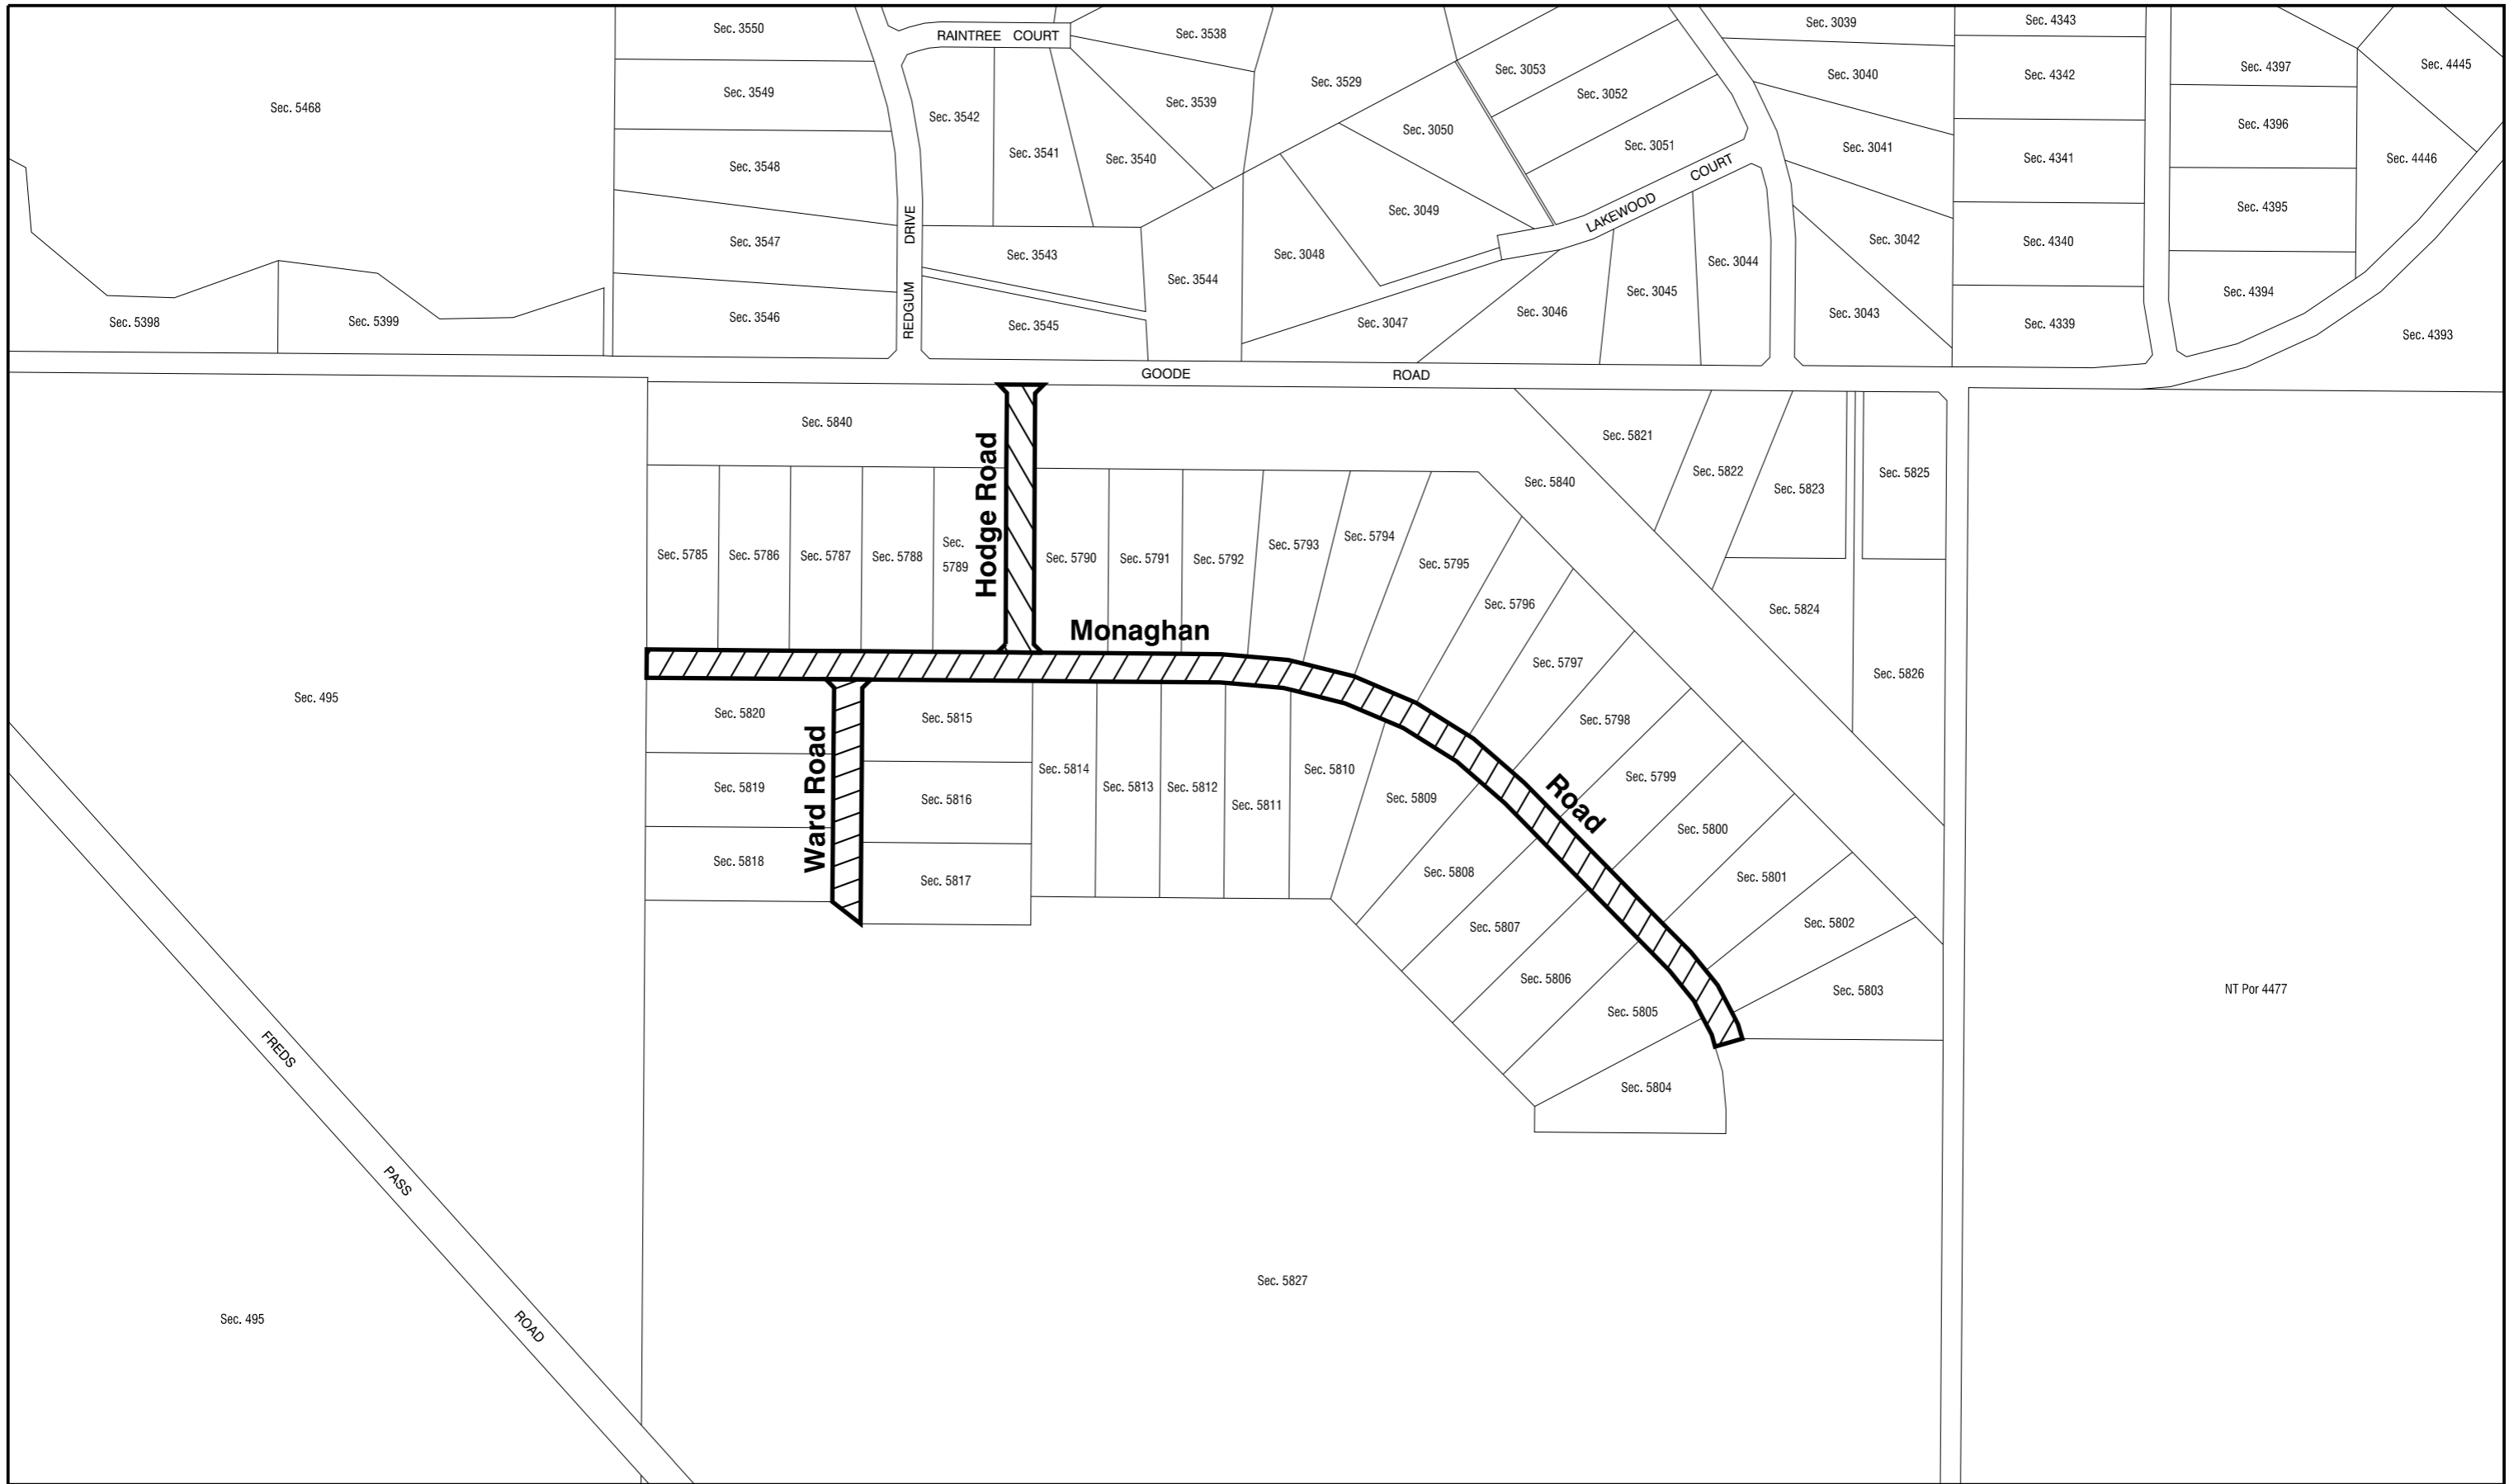 Sec. 3550
RAINTREE COURT
Sec. 3538
Sec. 3039
Sec. 4343
Sec. 5468
Sec. 3549
Sec. 3542
Sec. 3539
Sec. 3529
Sec. 3053
Sec. 3052
Sec. 3040
Sec. 4342
Sec. 4397
Sec. 4445
Sec. 3548
Sec. 3541
Sec. 3540
Sec. 3050
Sec. 3051
Sec. 3041
Sec. 4341
Sec. 4396
Sec. 4446
Sec. 3547
REDGUM DRIVE
Sec. 3543
Sec. 3544
Sec. 3048
Sec. 3049
LAKEWOOD COURT
Sec. 3044
Sec. 3042
Sec. 4340
Sec. 4395
Sec. 5398
Sec. 5399
Sec. 3546
Sec. 3545
Sec. 3047
Sec. 3046
Sec. 3045
Sec. 3043
Sec. 4339
Sec. 4394
Sec. 4393
GOODE ROAD
Sec. 5840
Hodge Road
Sec. 5840
Sec. 5821
Sec. 5822
Sec. 5823
Sec. 5825
Sec. 5785
Sec. 5786
Sec. 5787
Sec. 5788
Sec.
5789
Sec. 5790
Sec. 5791
Sec. 5792
Sec. 5793
Sec. 5794
Sec. 5795
Sec. 5796
Sec. 5824
Monaghan
Road
Sec. 5797
Sec. 5826
Sec. 495
Sec. 5820
Ward Road
Sec. 5815
Sec. 5798
Sec. 5819
Sec. 5816
Sec. 5814
Sec. 5813
Sec. 5812
Sec. 5811
Sec. 5810
Sec. 5809
Sec. 5799
Sec. 5818
Sec. 5817
Sec. 5808
Sec. 5800
Sec. 5801
Sec. 5807
Sec. 5802
Sec. 5806
Sec. 5803
NT Por 4477
Sec. 5805
Sec. 5804
FREDS PASS ROAD
Sec. 5827
Sec. 495